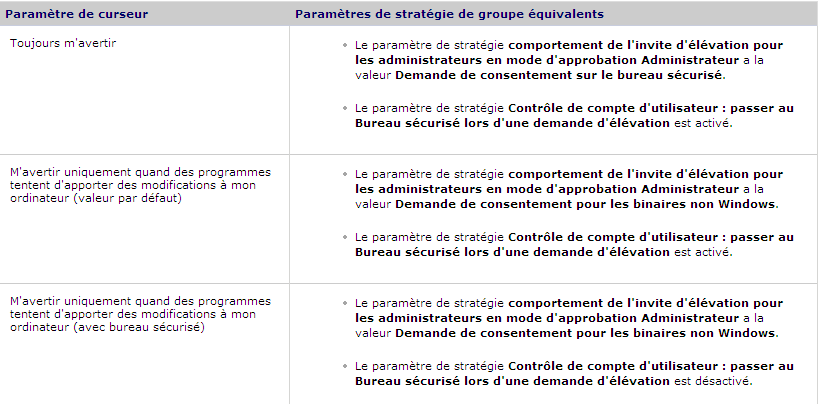 Paramètre de curseur
Paramètres de stratégie de groupe équivalents
Toujours m'avertir
Le paramètre de stratégie comportement de l'invite d'élévation pour
les administrateurs en mode d'approbation Administrateur a la
valeur Demande de consentement sur le bureau sécurisé.
Le paramètre de stratégie Contrôle de compte d'utilisateur : passer au
Bureau sécurisé lors d'une demande d'élévation est activé.
M'avertir uniquement quand des programmes
tentent d'apporter des modifications à mon
ordinateur (valeur par défaut)
Le paramètre de stratégie comportement de l'invite d'élévation pour
les administrateurs en mode d'approbation Administrateur a la
valeur Demande de consentement pour les binaires non Windows.
Le paramètre de stratégie Contrôle de compte d'utilisateur : passer au
Bureau sécurisé lors d'une demande d'élévation est activé.
M'avertir uniquement quand des programmes
tentent d'apporter des modifications à mon
ordinateur (avec bureau sécurisé)
Le paramètre de stratégie comportement de l'invite d'élévation pour
les administrateurs en mode d'approbation Administrateur a la
valeur Demande de consentement pour les binaires non Windows.
Le paramètre de stratégie Contrôle de compte d'utilisateur : passer au
Bureau sécurisé lors d'une demande d'élévation est désactivé.